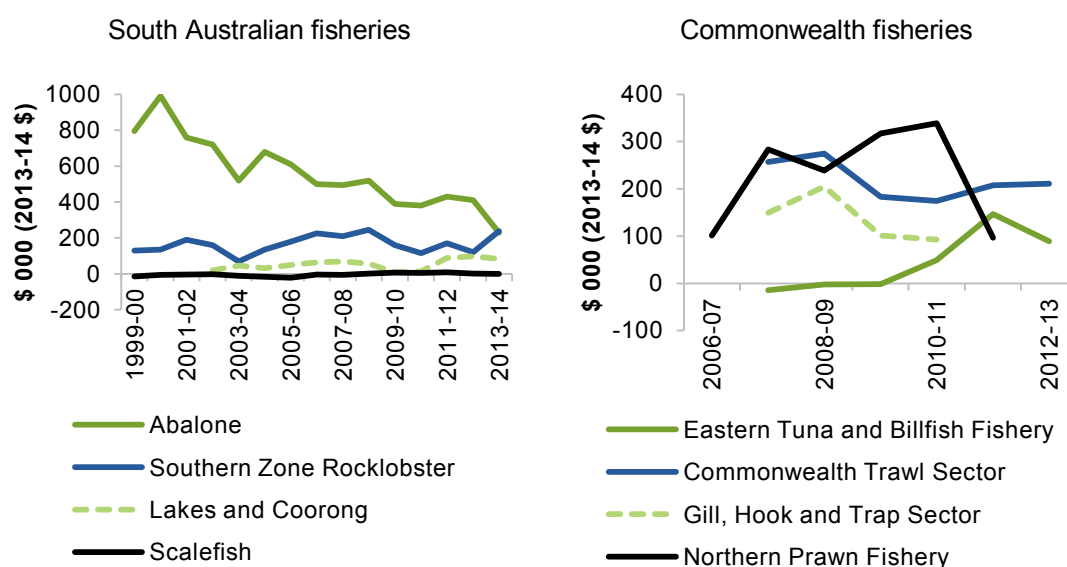 South Australian fisheries
$ 000 (2013-14 $)
1000
800
600
400
200
0
-200
1999-00
2001-02
2003-04
2005-06
2007-08
2009-10
2011-12
2013-14
Abalone
Southern Zone Rocklobster
Lakes and Coorong
Scalefish
Commonwealth fisheries
$ 000 (2013-14 $)
400
300
200
100
0
-100
2006-07
2008-09
2010-11
2012-13
Eastern Tuna and Billfish Fishery
Commonwealth Trawl Sector
Gill, Hook and Trap Sector
Northern Prawn Fishery